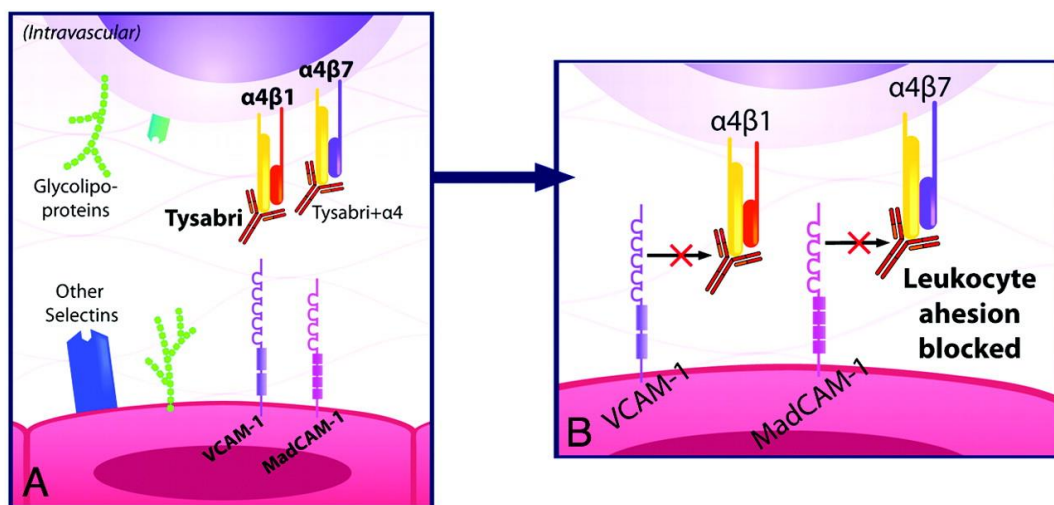 (Intravascular)
α4β7
α4β1
Glycolipo-
proteins
Tysabri
Tysabri+α4
Other
Selectins
VCAM-1
MadCAM-1
A
α4β7
α4β1
Leukocyte
ahesion
blocked
VCAM-1
MadCAM-1
B